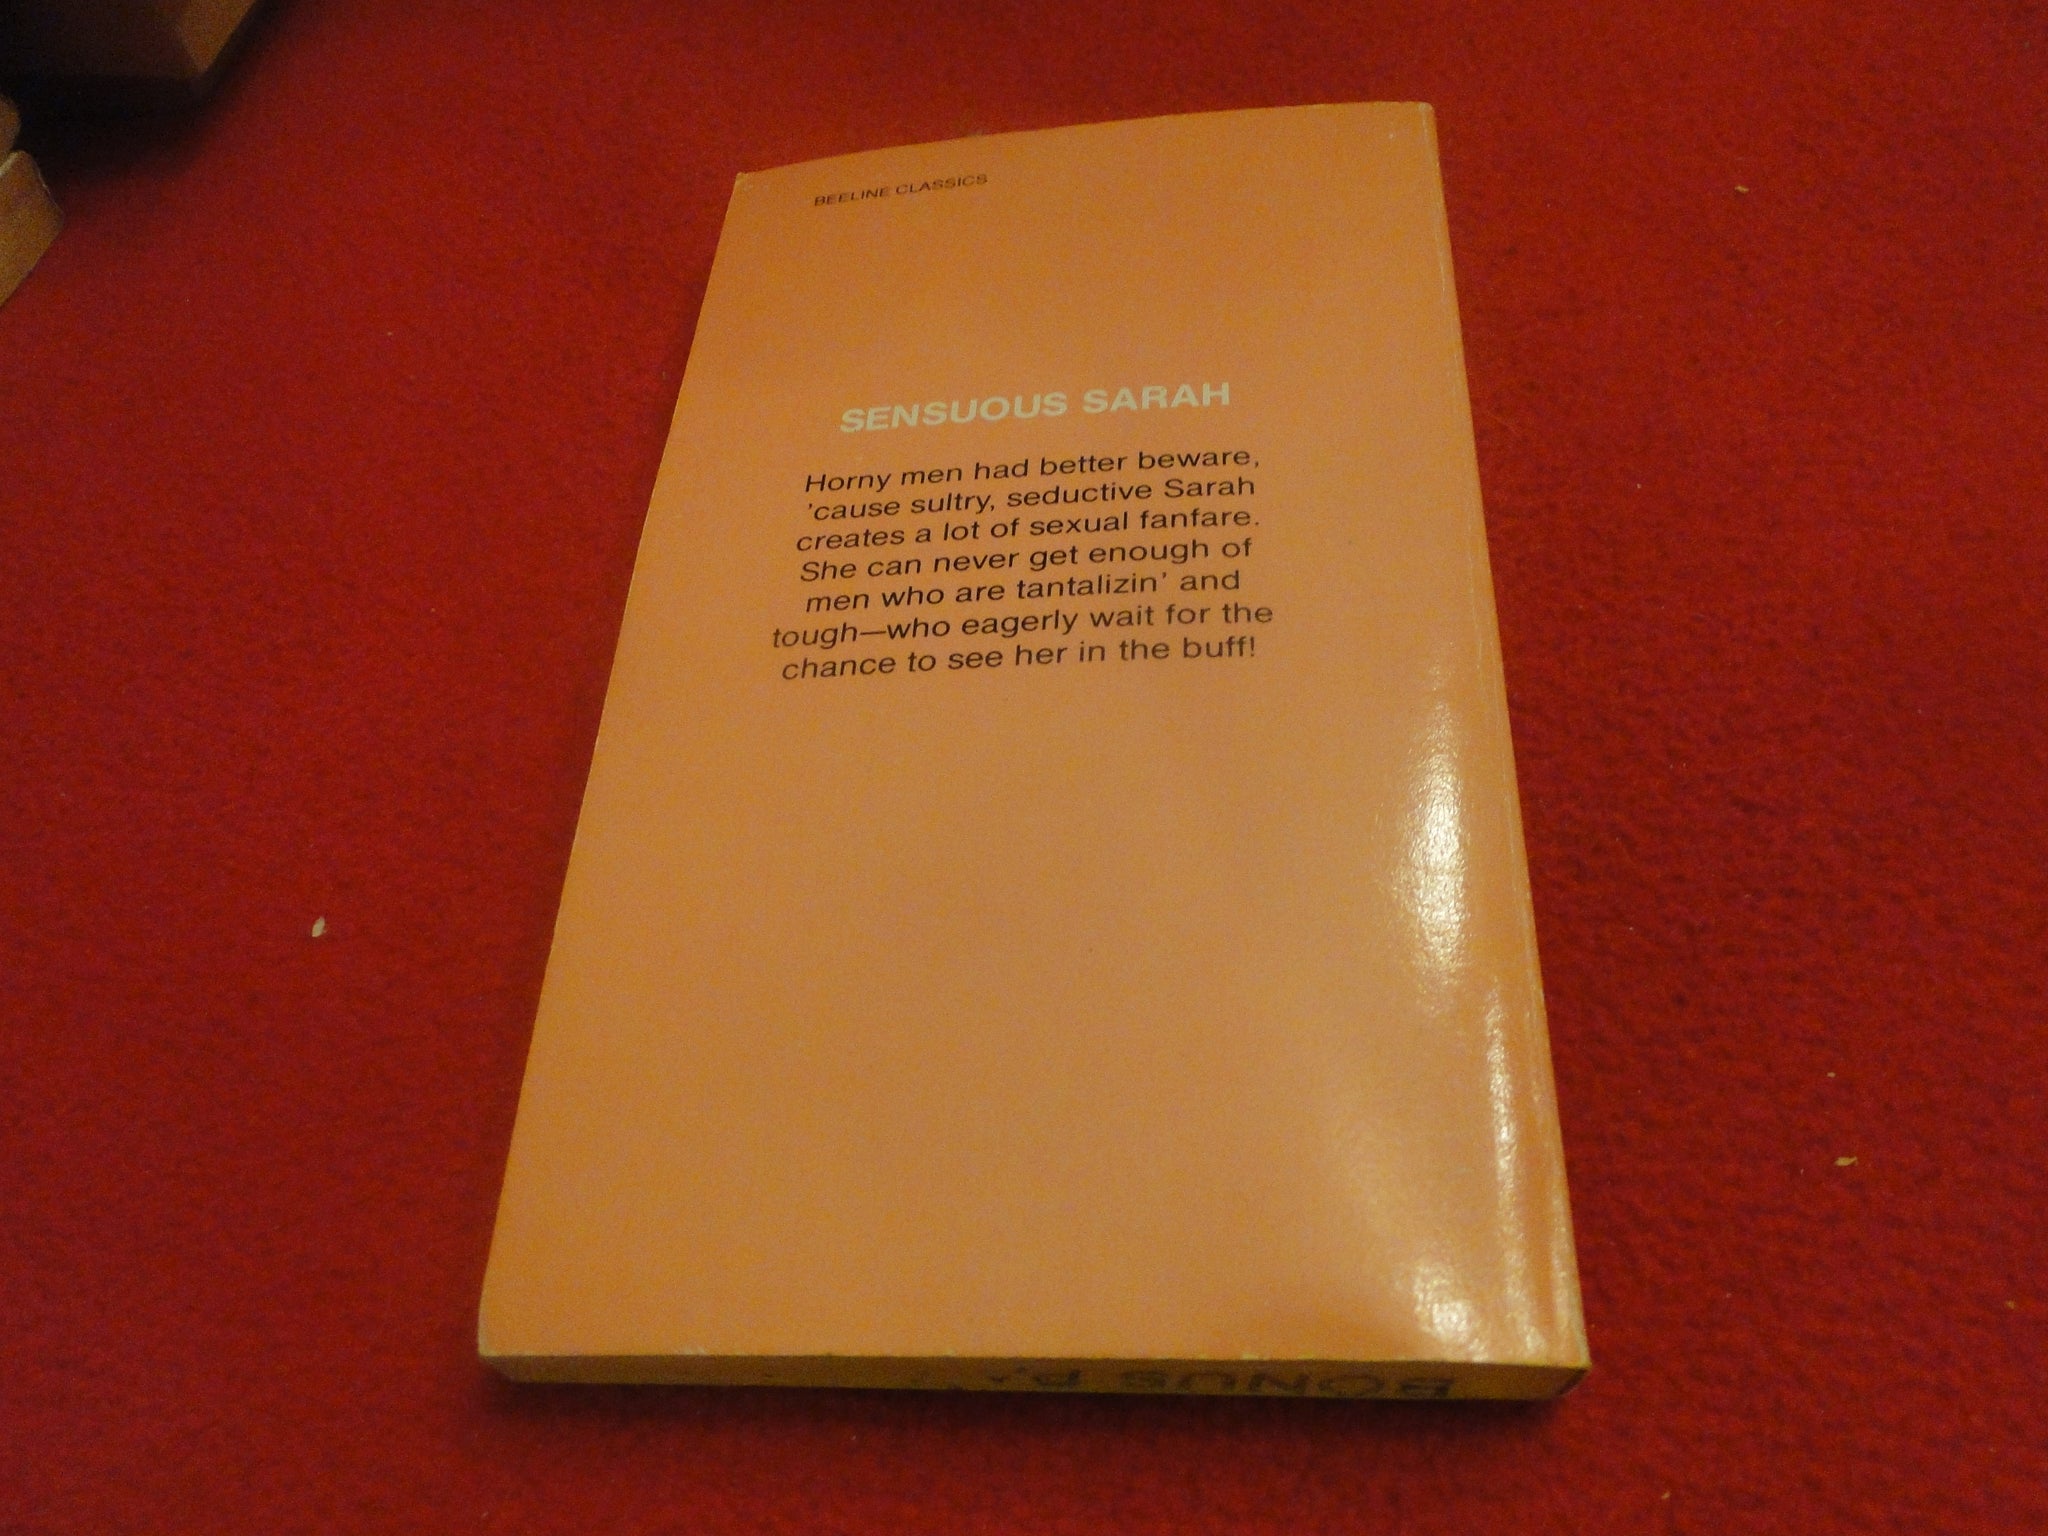 BEELINE CLASSICS
SENSUOUS SARAH
Horny men had better beware,
'cause sultry, seductive Sarah
creates a lot of sexual fanfare.
She can never get enough of
men who are tantalizin' and
tough—who eagerly wait for the
chance to see her in the buff!
BONUS